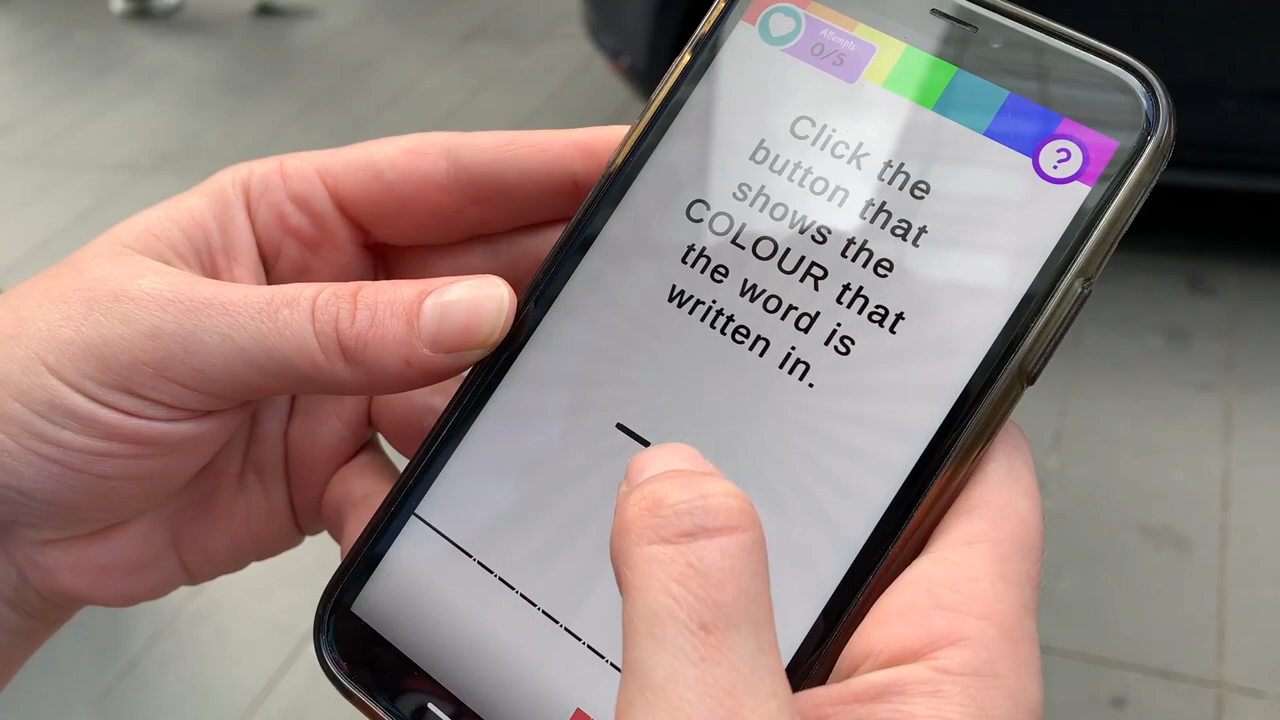 Attempts:
0/5
?
Click the
button that
shows the
COLOUR that
the word is
written in.